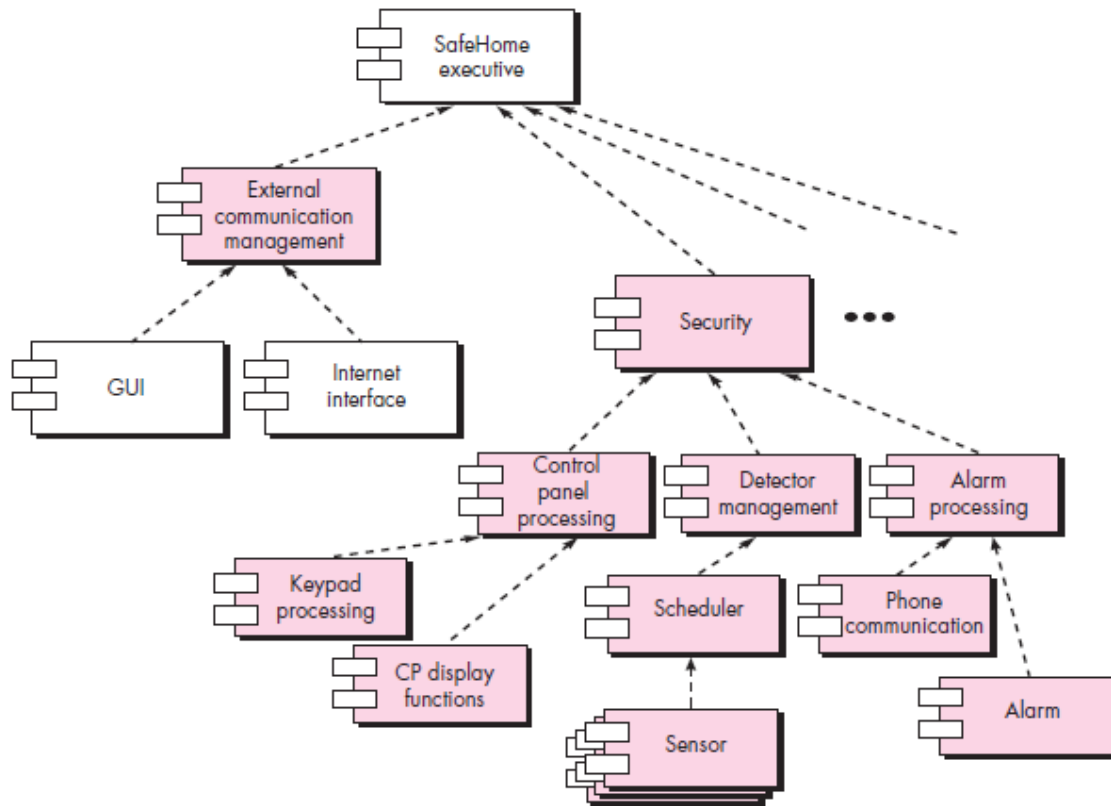 SafeHome
executive
External
communication
management
Security
GUI
Internet
interface
Control
panel
processing
Detector
management
Alarm
processing
Keypad
processing
Scheduler
Phone
communication
CP display
functions
Sensor
Alarm